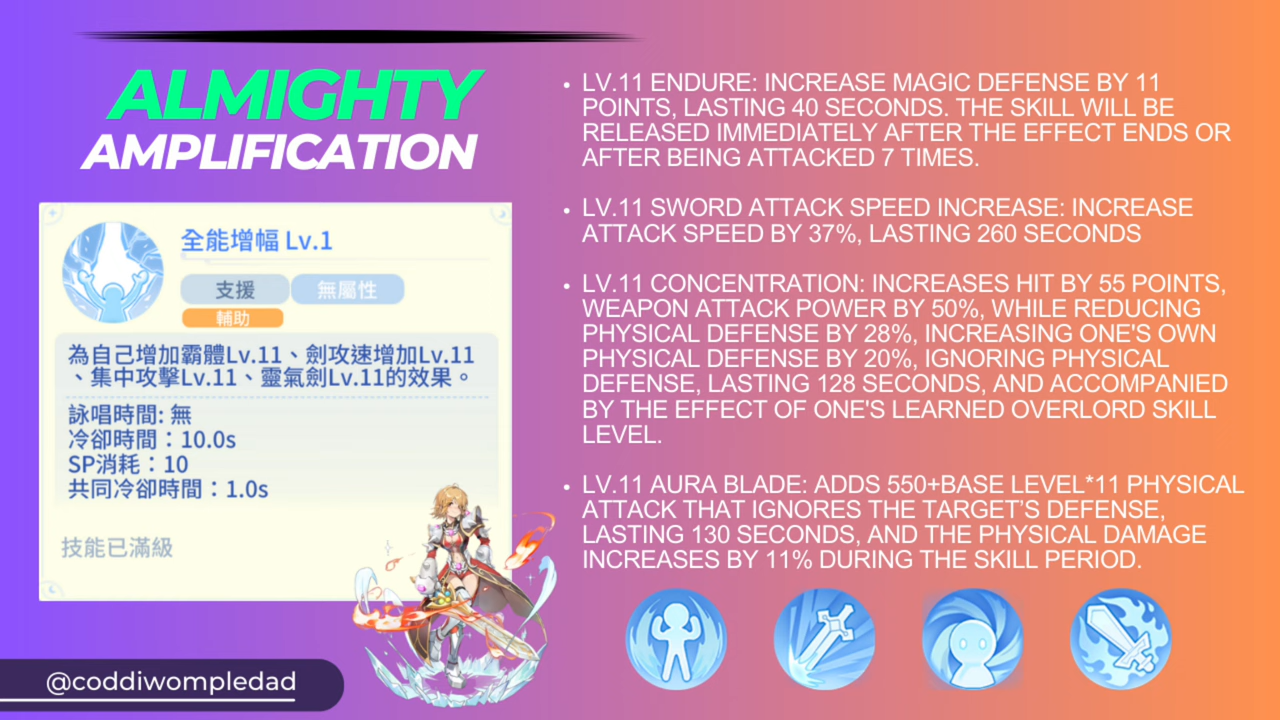 ALMIGHTY
AMPLIFICATION
全能增幅 Lv.1
支援
無屬性
輔助
為自己增加霸體Lv.11、劍攻速增加Lv.11
、集中攻擊Lv.11、靈氣劍Lv.11的效果。
詠唱時間: 無
冷卻時間：10.0s
SP消耗：10
共同冷卻時間：1.0s
技能已滿級
@coddiwompledad
• LV.11 ENDURE: INCREASE MAGIC DEFENSE BY 11
POINTS, LASTING 40 SECONDS. THE SKILL WILL BE
RELEASED IMMEDIATELY AFTER THE EFFECT ENDS OR
AFTER BEING ATTACKED 7 TIMES.
• LV.11 SWORD ATTACK SPEED INCREASE: INCREASE
ATTACK SPEED BY 37%, LASTING 260 SECONDS
• LV.11 CONCENTRATION: INCREASES HIT BY 55 POINTS,
WEAPON ATTACK POWER BY 50%, WHILE REDUCING
PHYSICAL DEFENSE BY 28%, INCREASING ONE'S OWN
PHYSICAL DEFENSE BY 20%, IGNORING PHYSICAL
DEFENSE, LASTING 128 SECONDS, AND ACCOMPANIED
BY THE EFFECT OF ONE'S LEARNED OVERLORD SKILL
LEVEL.
• LV.11 AURA BLADE: ADDS 550+BASE LEVEL*11 PHYSICAL
ATTACK THAT IGNORES THE TARGET'S DEFENSE,
LASTING 130 SECONDS, AND THE PHYSICAL DAMAGE
INCREASES BY 11% DURING THE SKILL PERIOD.